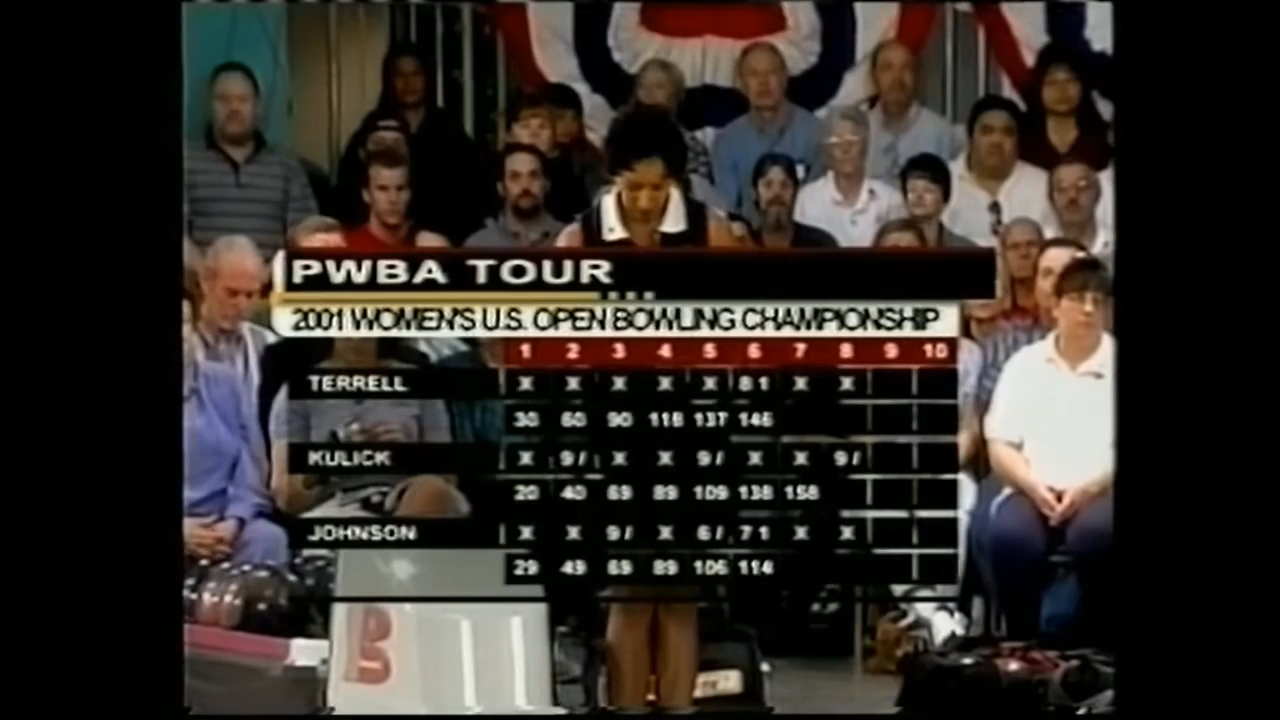 PWBA TOUR
2001 WOMEN'S U.S. OPEN BOWLING CHAMPIONSHIP
1 2 3 4 5 6 7 8 9 10
TERRELL X X X X X 8 1 X X
30 60 90 118 137 146
KULICK X 9 / X X 9 / X X 9 /
20 40 69 89 109 138 158
JOHNSON X X 9 / X 6 / 7 1 X X
29 49 69 89 106 114
B